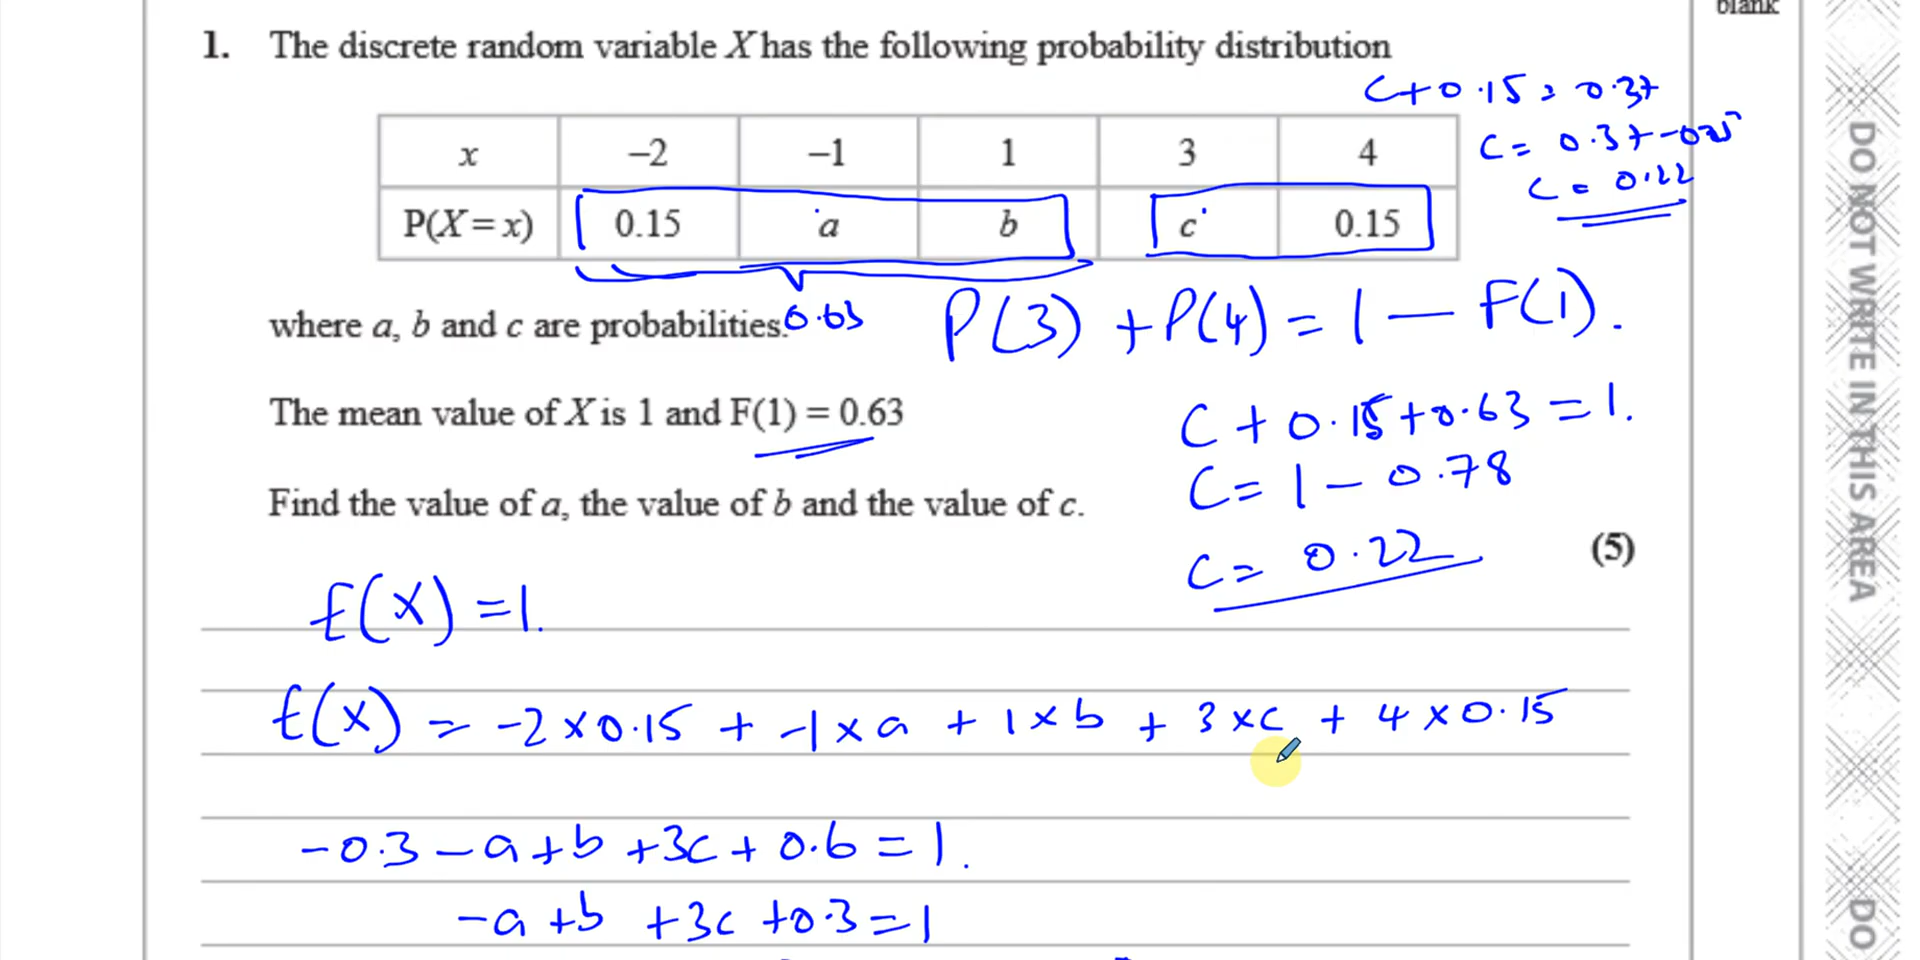 blank
1. The discrete random variable X has the following probability distribution
C+0.15=0.37
x -2 -1 1 3 4
C= 0.37-0.15
C = 0.22
P(X=x) 0.15 a b c 0.15
where a, b and c are probabilities.
0.63
P(3) + P(4) = 1 - F(1).
The mean value of X is 1 and F(1) = 0.63
C + 0.15+0.63 = 1.
C= 1 - 0.78
Find the value of a, the value of b and the value of c.
C= 0.22
(5)
E(X) =1.
E(X) = -2 x 0.15 + -1 x a + 1 x b + 3 x c + 4 x 0.15
-0.3 - a + b + 3c + 0.6 = 1.
-a + b + 3c + 0.3 = 1
DO NOT WRITE IN THIS AREA
DO